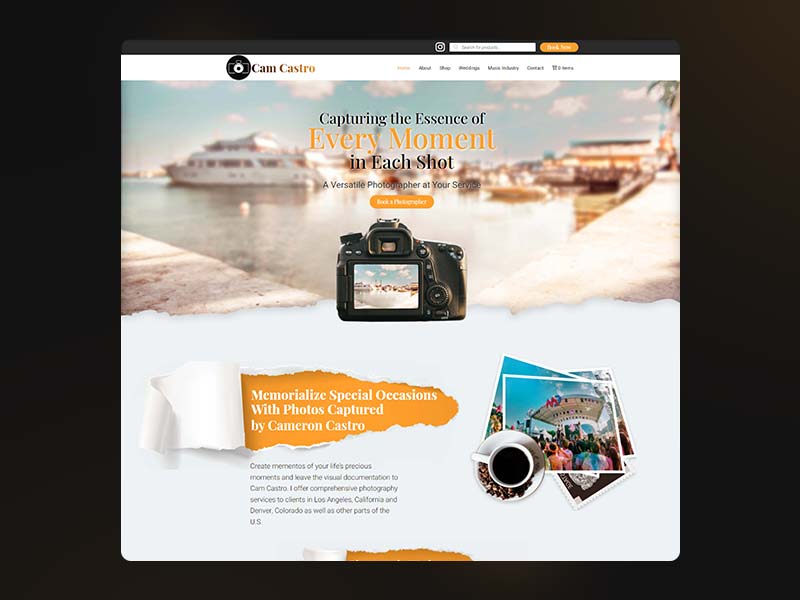 Search for products
Book Now
Cam Castro
Home About Shop Weddings Music Industry Contact 0 items
Capturing the Essence of
Every Moment
in Each Shot
A Versatile Photographer at Your Service
Book a Photographer
Memorialize Special Occasions
With Photos Captured
by Cameron Castro
Create mementos of your life's precious
moments and leave the visual documentation to
Cam Castro. I offer comprehensive photography
services to clients in Los Angeles, California and
Denver, Colorado as well as other parts of the
U.S.